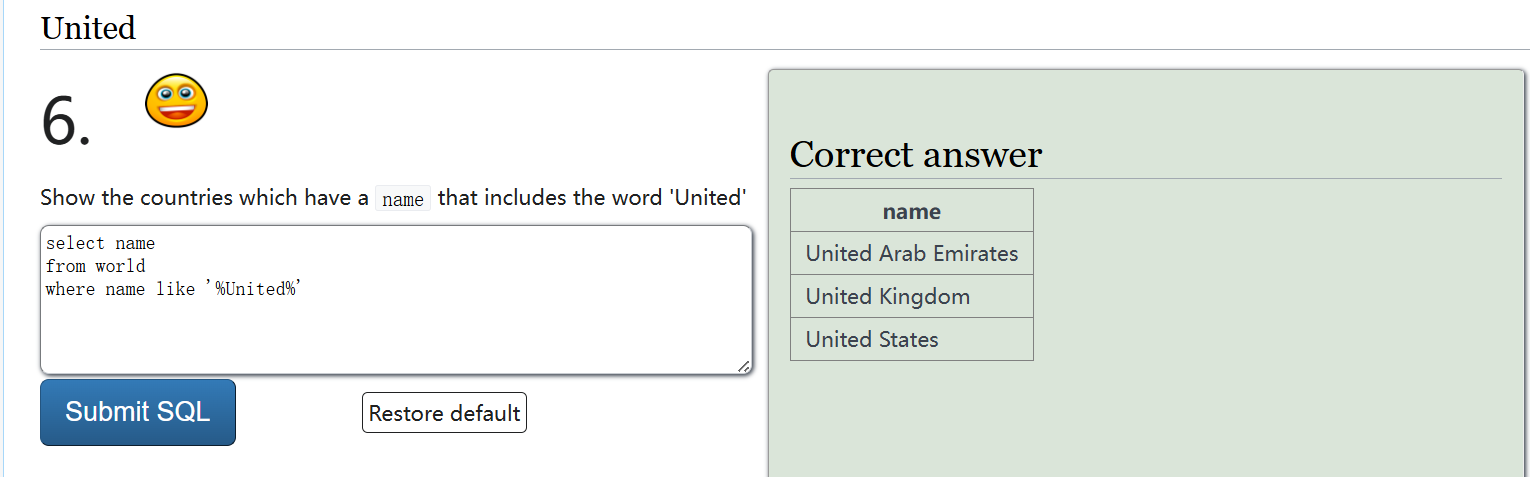 United
6.
Show the countries which have a name that includes the word 'United'
select name
from world
where name like '%United%'
Submit SQL
Restore default
Correct answer
name
United Arab Emirates
United Kingdom
United States